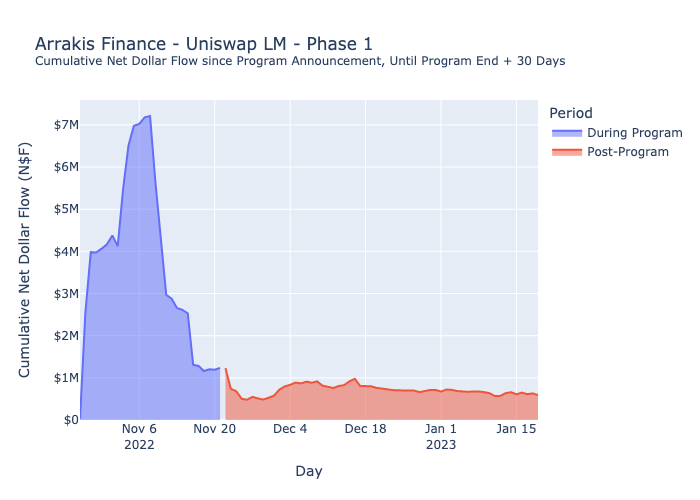 Arrakis Finance - Uniswap LM - Phase 1
Cumulative Net Dollar Flow since Program Announcement, Until Program End + 30 Days
Period
During Program
Post-Program
Cumulative Net Dollar Flow (N$F)
$7M
$6M
$5M
$4M
$3M
$2M
$1M
$0
Nov 6
2022
Nov 20
Dec 4
Dec 18
Jan 1
2023
Jan 15
Day